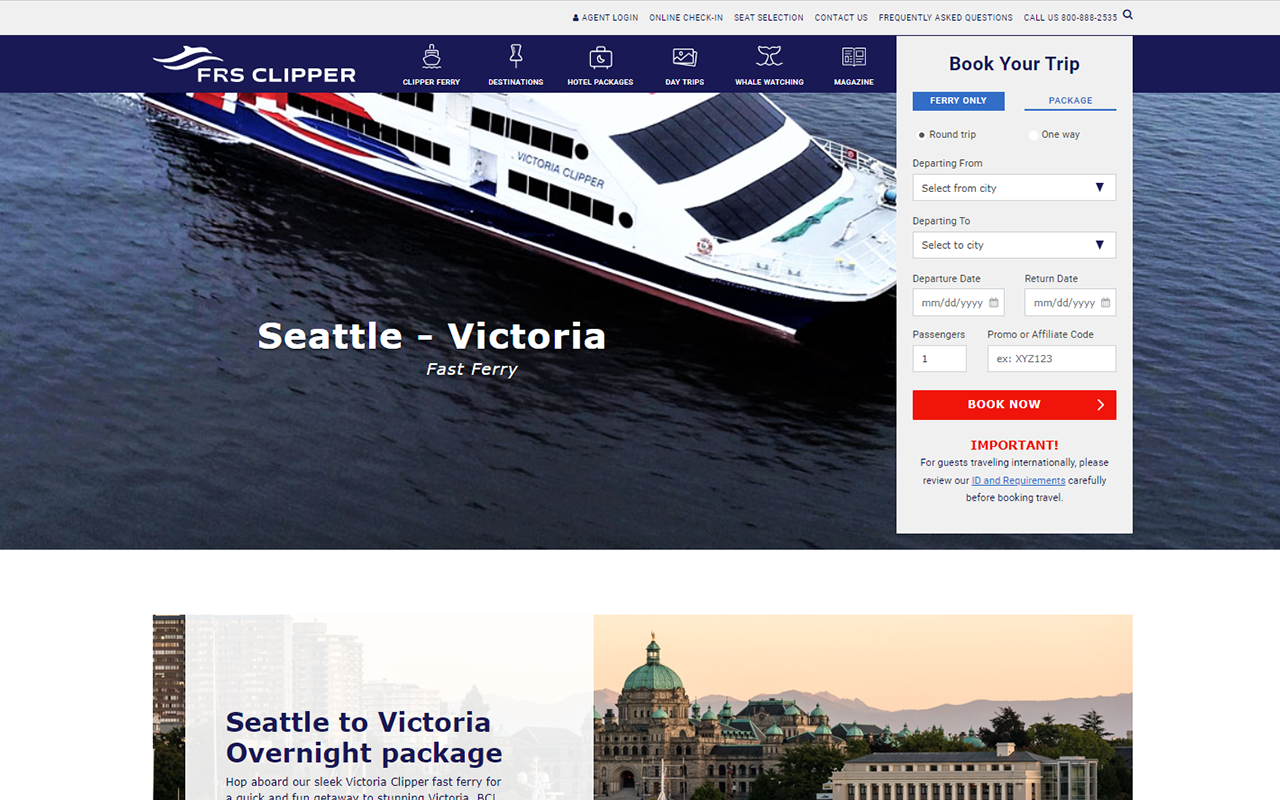 AGENT LOGIN ONLINE CHECK-IN SEAT SELECTION CONTACT US FREQUENTLY ASKED QUESTIONS CALL US 800-888-2535
FRS CLIPPER
CLIPPER FERRY DESTINATIONS HOTEL PACKAGES DAY TRIPS WHALE WATCHING MAGAZINE
VICTORIA CLIPPER
Seattle - Victoria
Fast Ferry
Book Your Trip
FERRY ONLY PACKAGE
Round trip One way
Departing From
Select from city
Departing To
Select to city
Departure Date Return Date
mm/dd/yyyy mm/dd/yyyy
Passengers Promo or Affiliate Code
1 ex: XYZ123
BOOK NOW
IMPORTANT!
For guests traveling internationally, please
review our ID and Requirements carefully
before booking travel.
Seattle to Victoria
Overnight package
Hop aboard our sleek Victoria Clipper fast ferry for
a quick and fun getaway to stunning Victoria, BC!